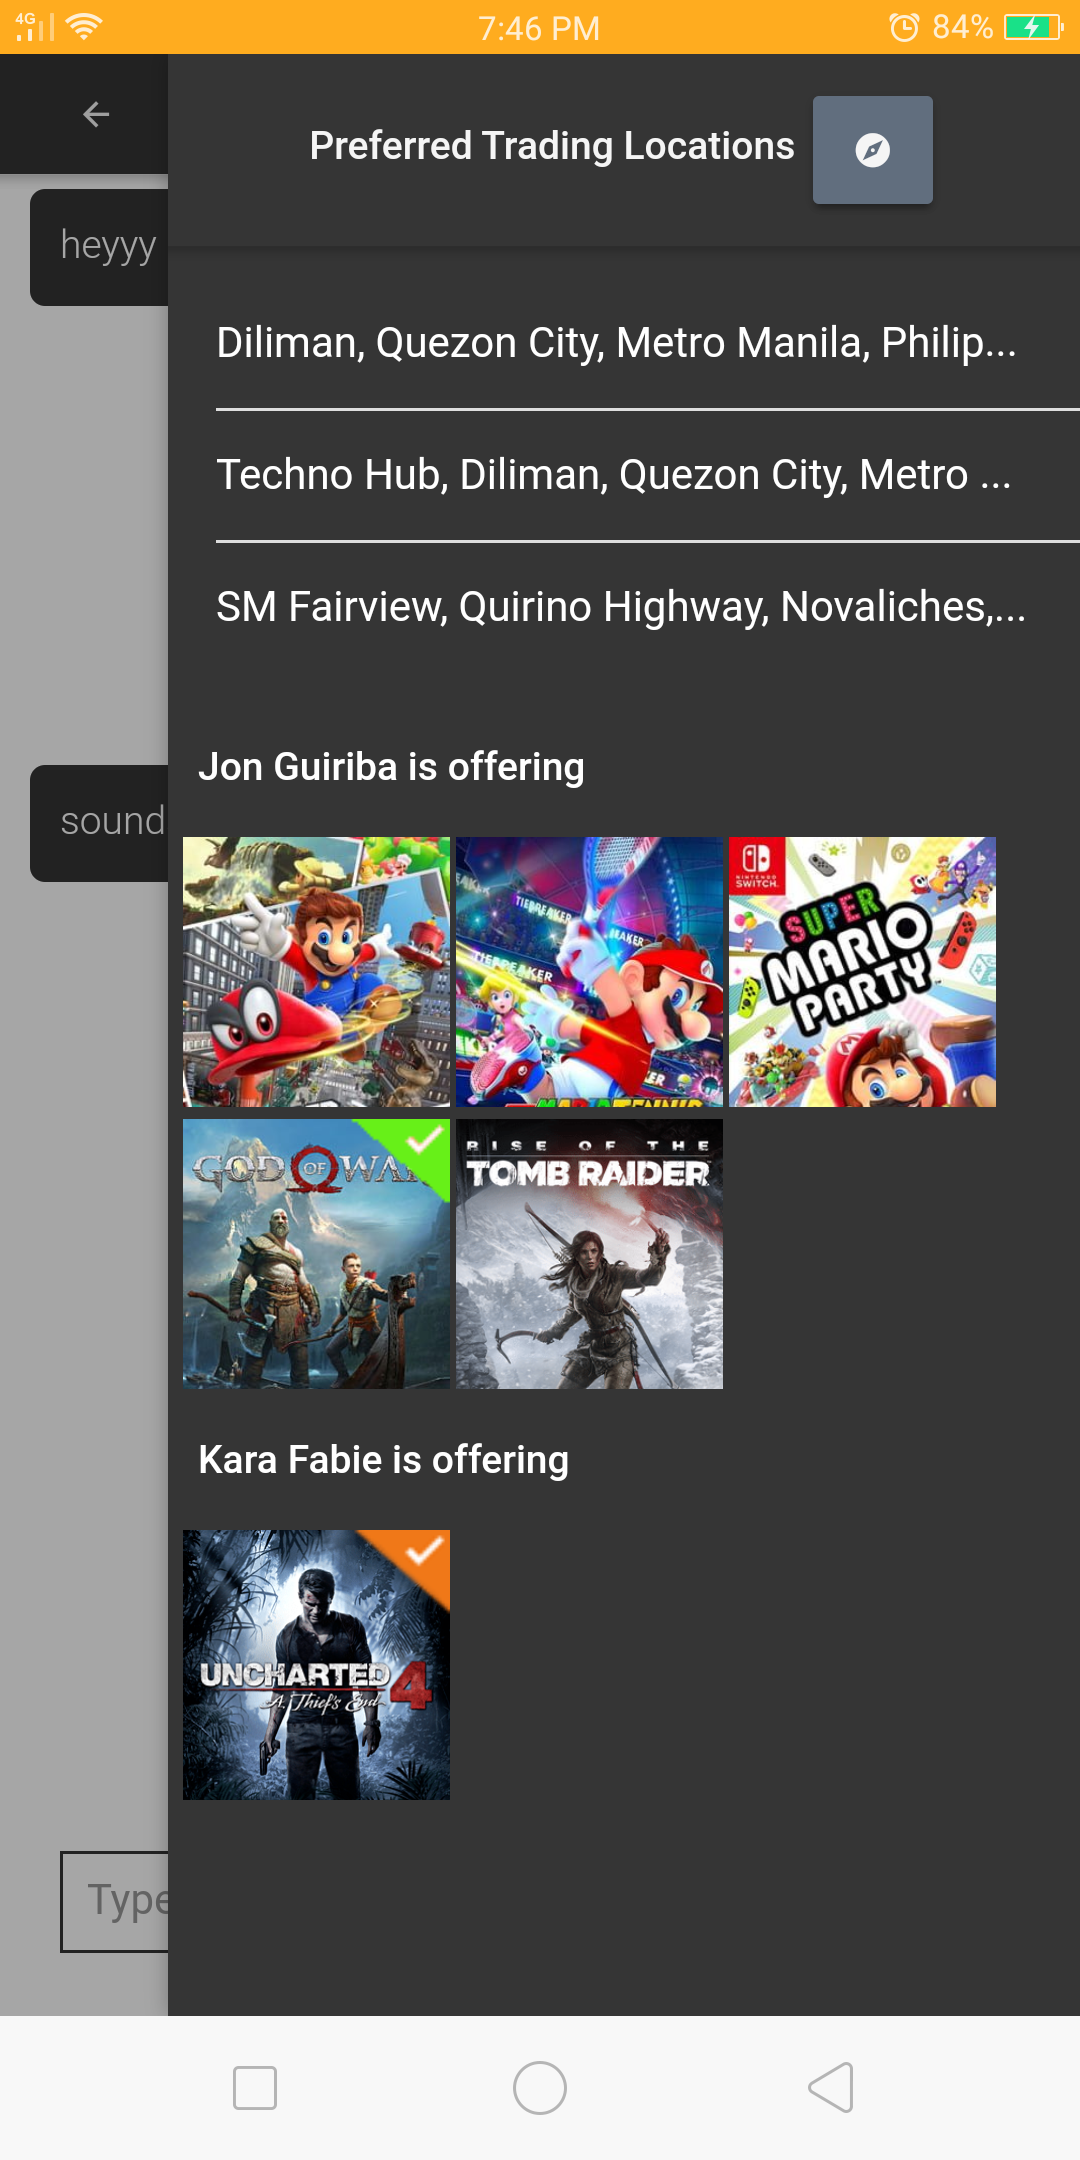 4G
7:46 PM
84%
Preferred Trading Locations
heyyy
Diliman, Quezon City, Metro Manila, Philip...
Techno Hub, Diliman, Quezon City, Metro ...
SM Fairview, Quirino Highway, Novaliches,...
Jon Guiriba is offering
sound
TIEBREAKER
TIEBREAKER
NINTENDO
SWITCH
SUPER
MARIO
PARTY
GOD OF WAR
RISE OF THE
TOMB RAIDER
Kara Fabie is offering
UNCHARTED 4
A Thief's End
Type